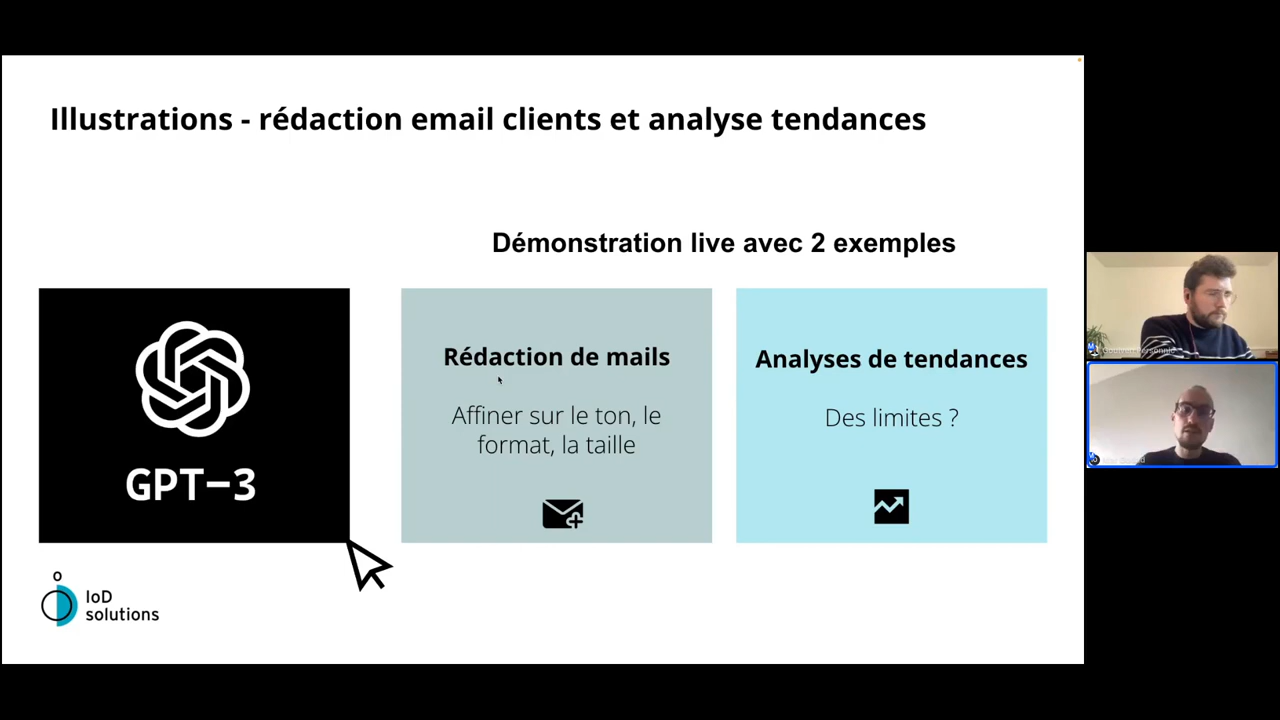 Illustrations - rédaction email clients et analyse tendances
Démonstration live avec 2 exemples
GPT-3
Rédaction de mails
Affiner sur le ton, le
format, la taille
Analyses de tendances
Des limites ?
IoD
solutions